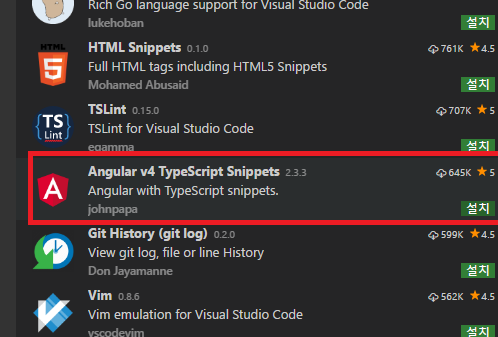 Rich Go language support for Visual Studio Code
lukehoban
설치
HTML
HTML Snippets 0.1.0 761K ★4.5
Full HTML tags including HTML5 Snippets
Mohamed Abusaid 설치
TS
Lint
TSLint 0.15.0 707K ★4.5
TSLint for Visual Studio Code
egamma 설치
A
Angular v4 TypeScript Snippets 2.3.3 645K ★5
Angular with TypeScript snippets.
johnpapa 설치
Git History (git log) 0.2.0 599K ★4.5
View git log, file or line History
Don Jayamanne 설치
Vim 0.8.6 562K ★4.5
Vim emulation for Visual Studio Code
vscodevim 설치